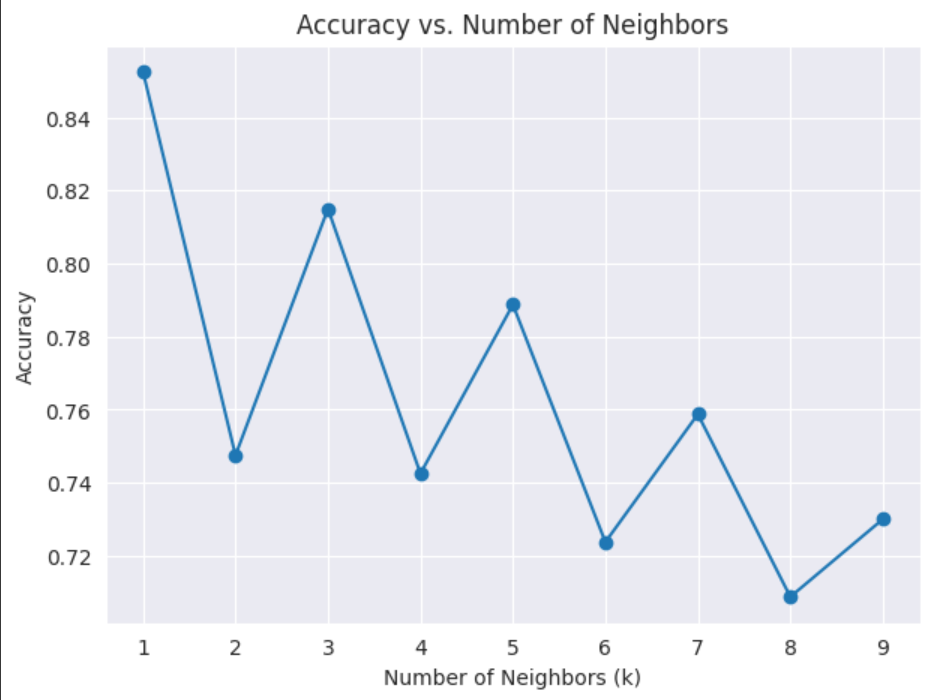 Accuracy vs. Number of Neighbors
0.84
0.82
0.80
0.78
0.76
0.74
0.72
Accuracy
1 2 3 4 5 6 7 8 9
Number of Neighbors (k)